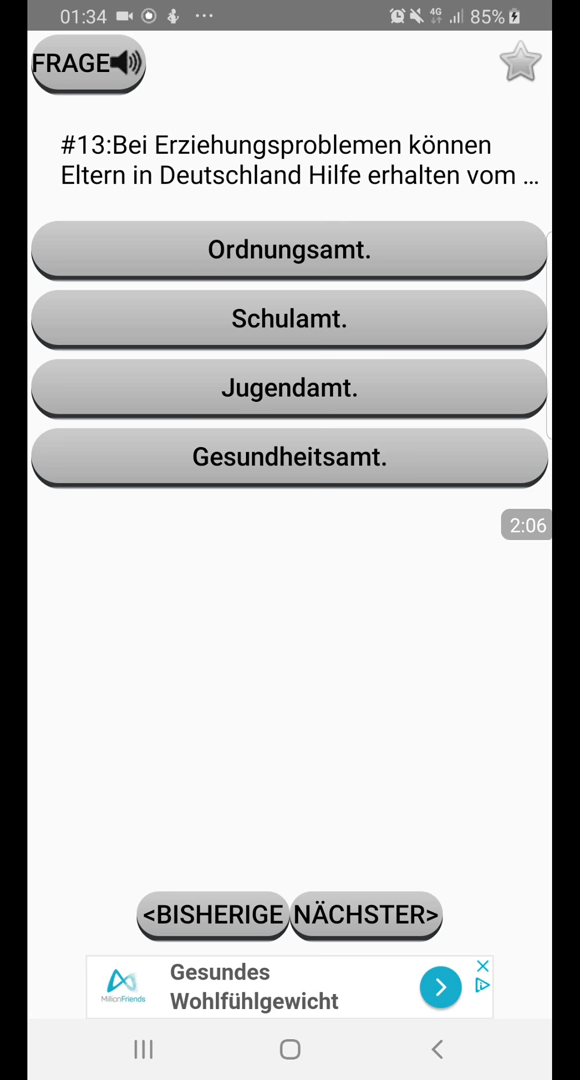 01:34 4G 85%
FRAGE
#13:Bei Erziehungsproblemen können
Eltern in Deutschland Hilfe erhalten vom ...
Ordnungsamt.
Schulamt.
Jugendamt.
Gesundheitsamt.
2:06
<BISHERIGE NÄCHSTER>
Gesundes
Wohlfühlgewicht
MillionFriends